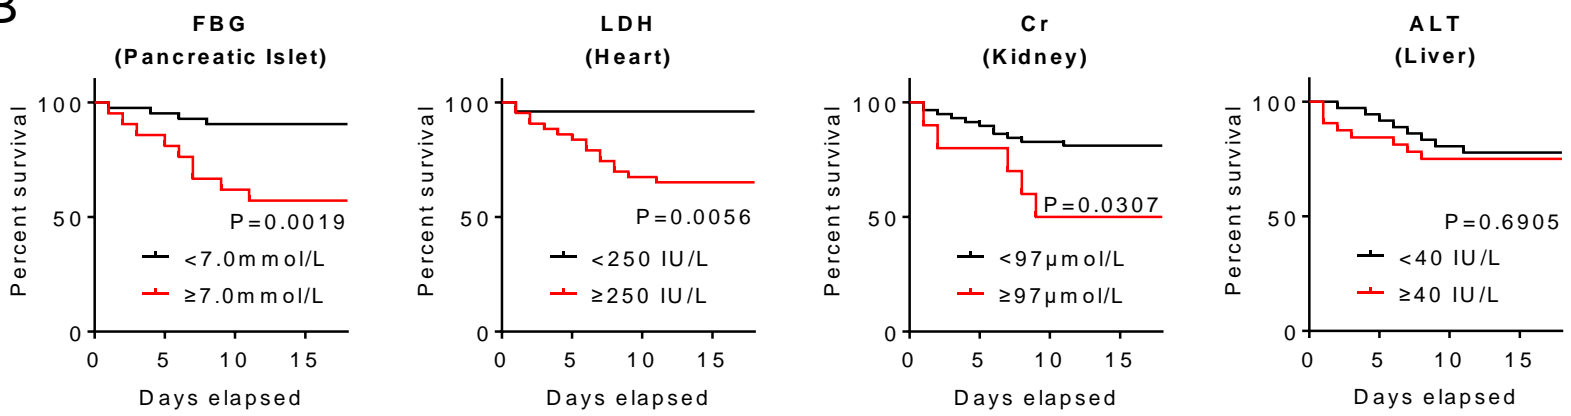 B
FBG
(Pancreatic Islet)
Percent survival
100
50
0
P=0.0019
<7.0mmol/L
≥7.0mmol/L
0 5 10 15
Days elapsed
LDH
(Heart)
Percent survival
100
50
0
P=0.0056
<250 IU/L
≥250 IU/L
0 5 10 15
Days elapsed
Cr
(Kidney)
Percent survival
100
50
0
P=0.0307
<97µmol/L
≥97µmol/L
0 5 10 15
Days elapsed
ALT
(Liver)
Percent survival
100
50
0
P=0.6905
<40 IU/L
≥40 IU/L
0 5 10 15
Days elapsed